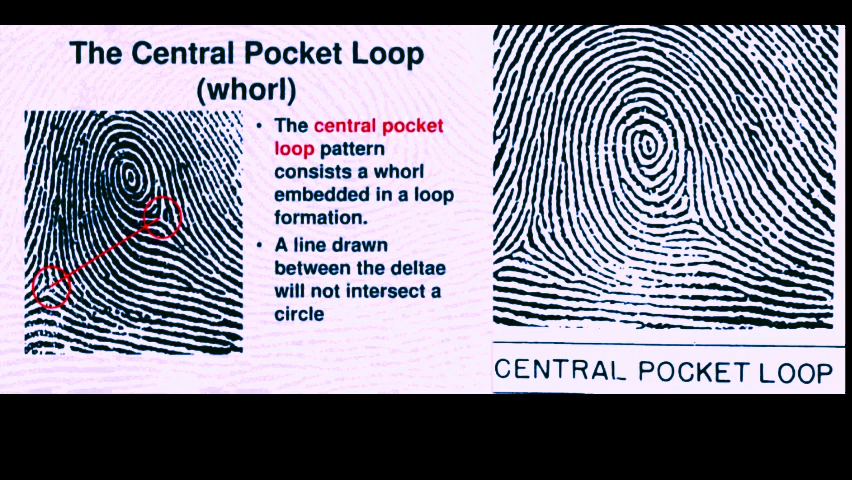 The Central Pocket Loop
(whorl)
• The central pocket
loop pattern
consists a whorl
embedded in a loop
formation.
• A line drawn
between the deltae
will not intersect a
circle
CENTRAL POCKET LOOP